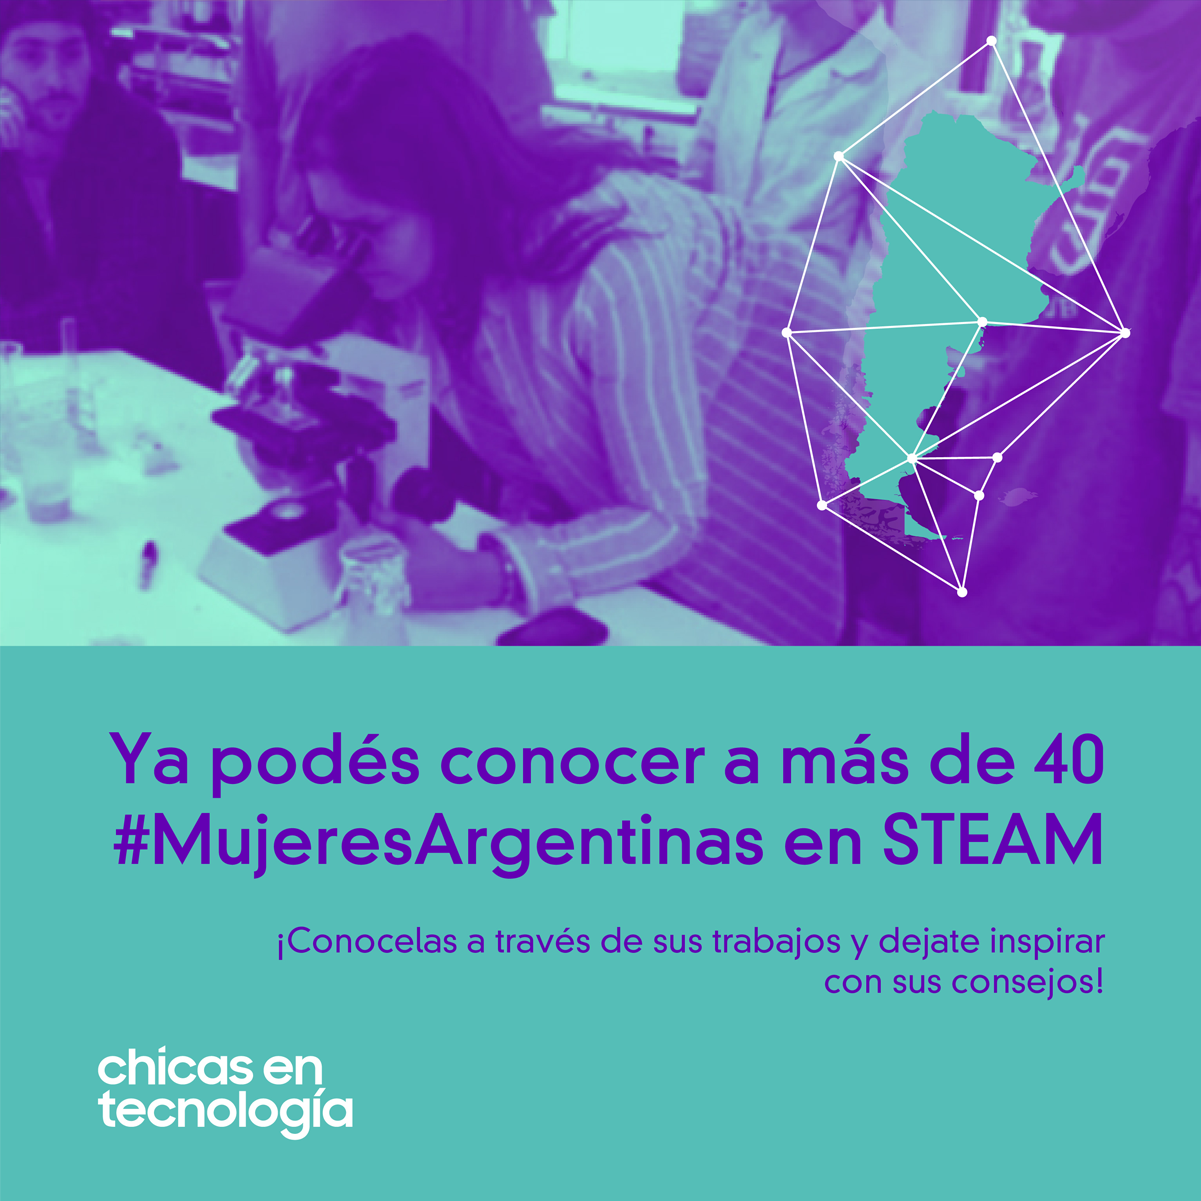 Ya podés conocer a más de 40
#MujeresArgentinas en STEAM
¡Conocelas a través de sus trabajos y dejate inspirar
con sus consejos!
chicas en
tecnología